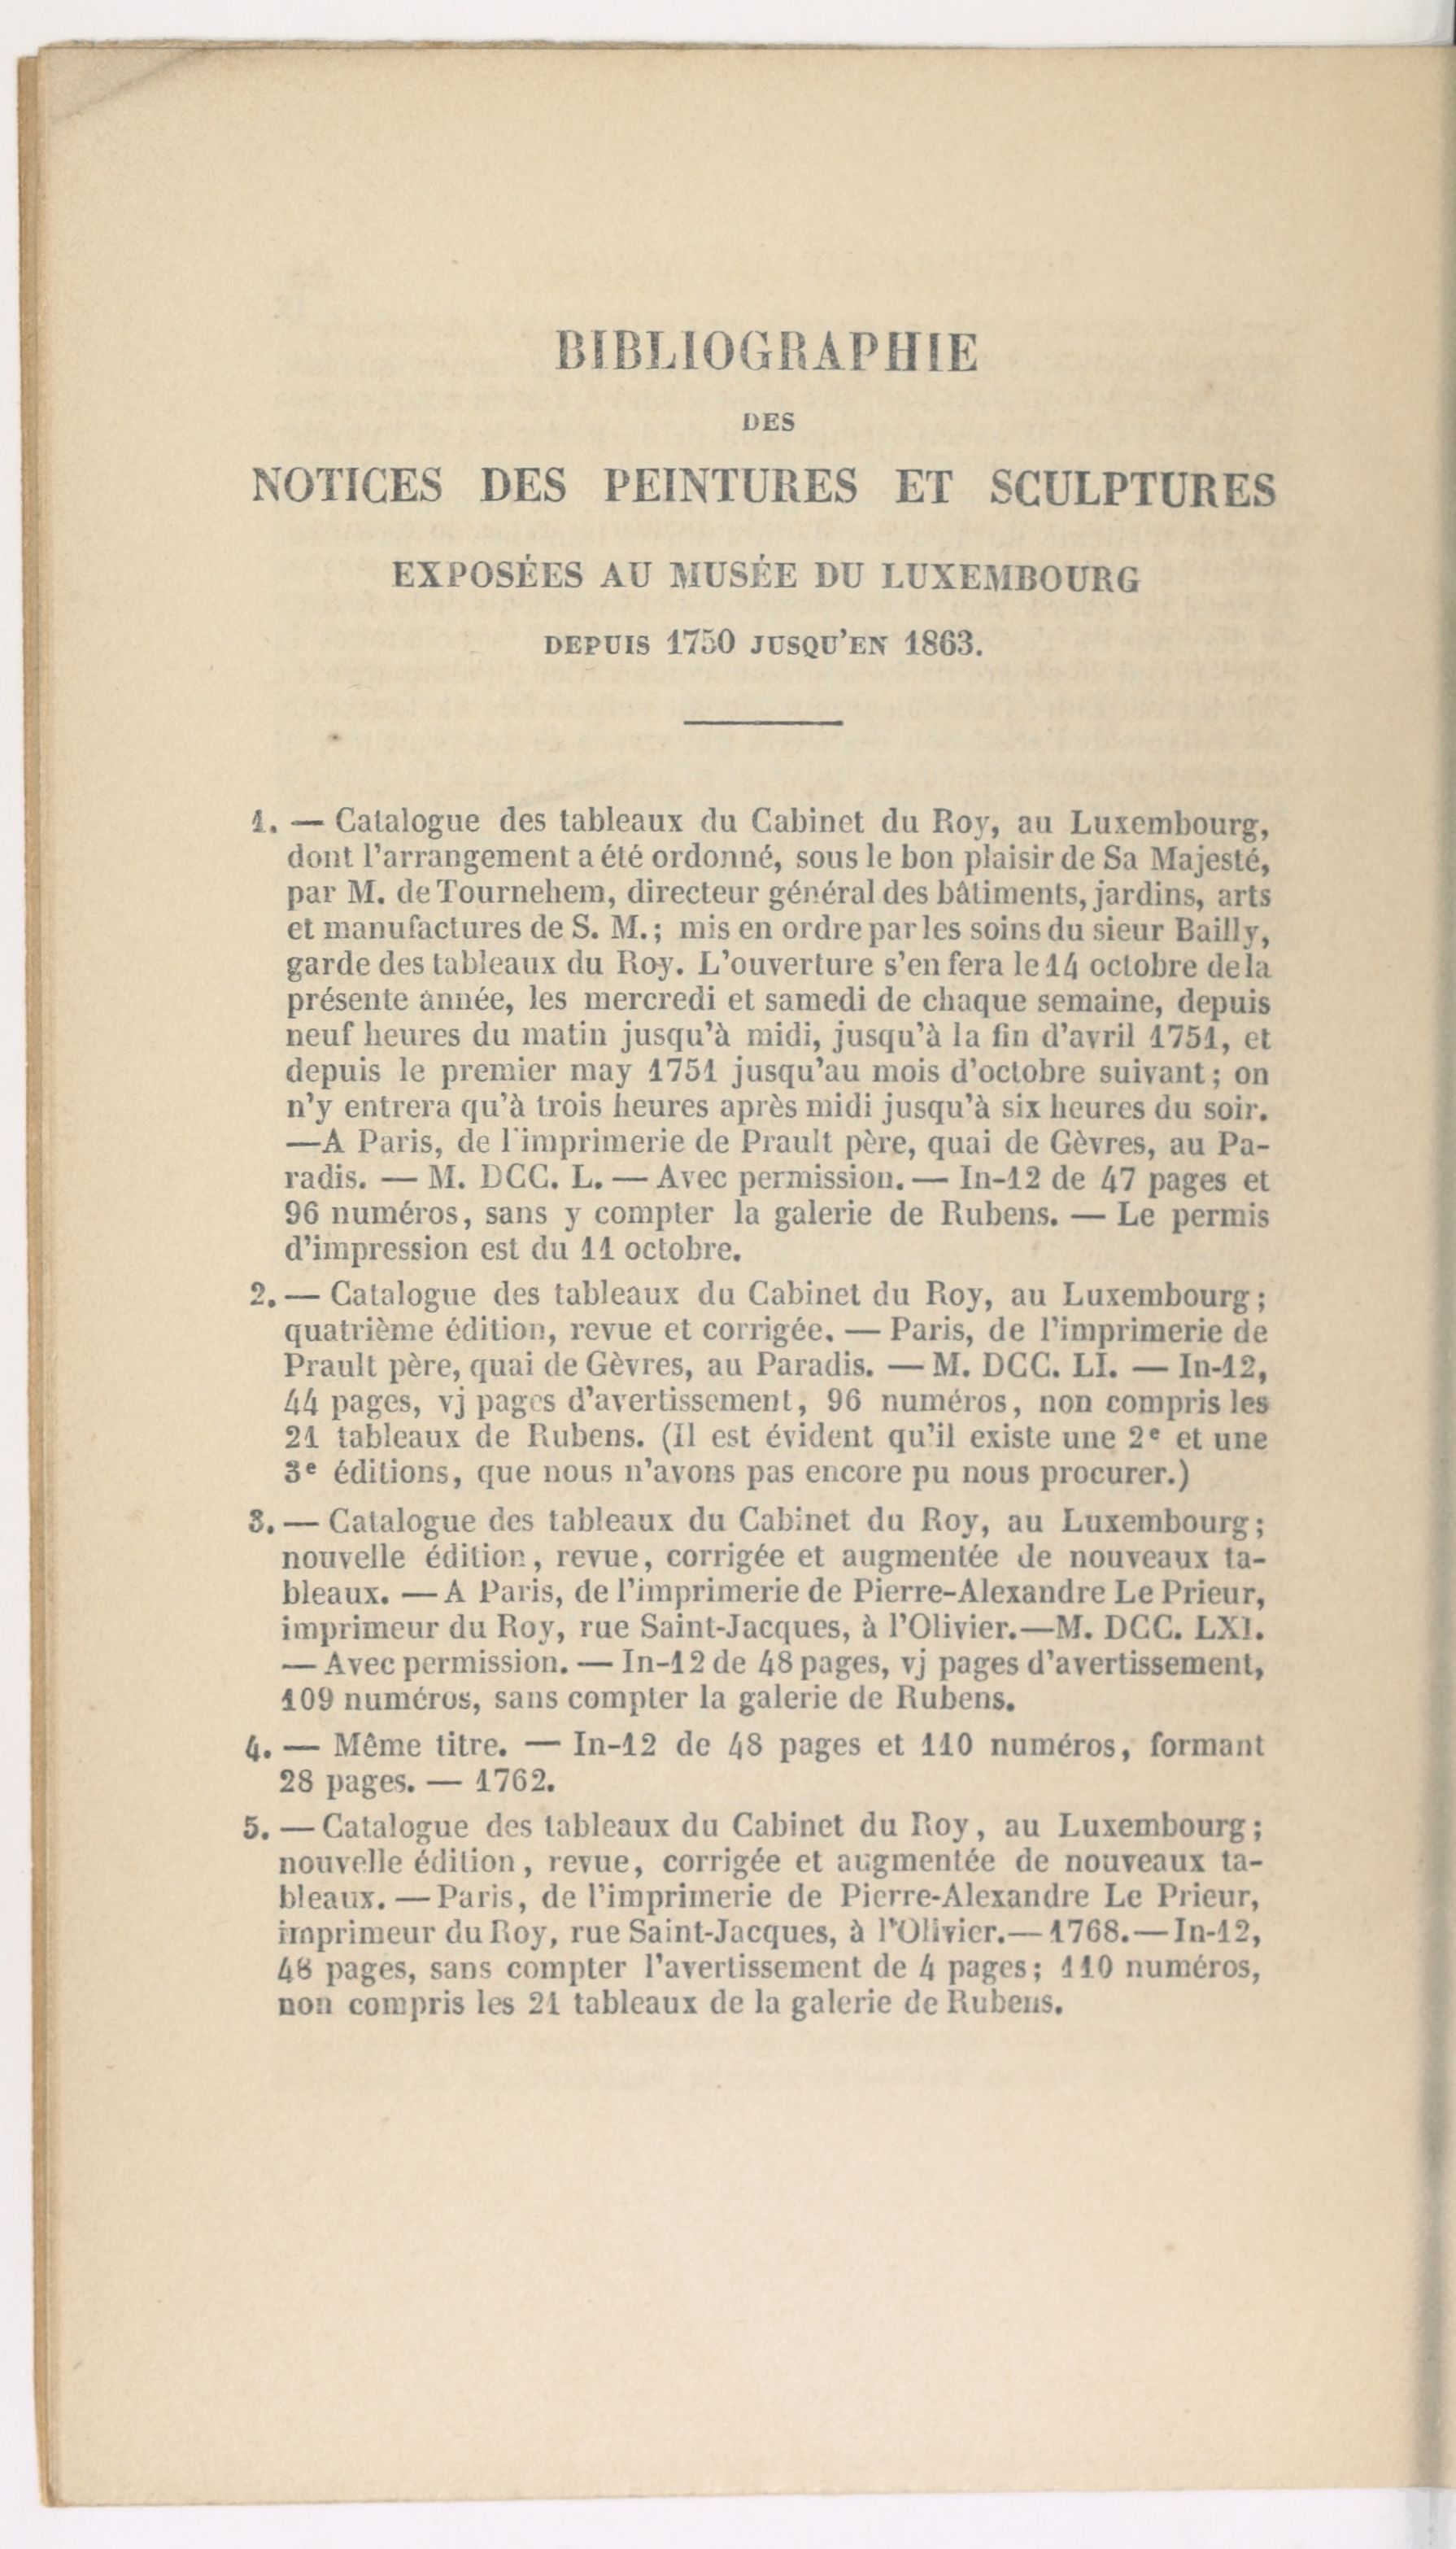 BIBLIOGRAPHIE
DES
NOTICES DES PEINTURES ET SCULPTURES
EXPOSÉES AU MUSÉE DU LUXEMBOURG
DEPUIS 1750 JUSQU'EN 1863.
1. — Catalogue des tableaux du Cabinet du Roy, au Luxembourg,
dont l'arrangement a été ordonné, sous le bon plaisir de Sa Majesté,
par M. de Tournehem, directeur général des bâtiments, jardins, arts
et manufactures de S. M.; mis en ordre par les soins du sieur Bailly,
garde des tableaux du Roy. L'ouverture s'en fera le 14 octobre de la
présente année, les mercredi et samedi de chaque semaine, depuis
neuf heures du matin jusqu'à midi, jusqu'à la fin d'avril 1751, et
depuis le premier may 1751 jusqu'au mois d'octobre suivant; on
n'y entrera qu'à trois heures après midi jusqu'à six heures du soir.
—A Paris, de l'imprimerie de Prault père, quai de Gèvres, au Pa-
radis. — M. DCC. L. — Avec permission. — In-12 de 47 pages et
96 numéros, sans y compter la galerie de Rubens. — Le permis
d'impression est du 11 octobre.
2. — Catalogue des tableaux du Cabinet du Roy, au Luxembourg;
quatrième édition, revue et corrigée. — Paris, de l'imprimerie de
Prault père, quai de Gèvres, au Paradis. — M. DCC. LI. — In-12,
44 pages, vj pages d'avertissement, 96 numéros, non compris les
21 tableaux de Rubens. (Il est évident qu'il existe une 2e et une
3e éditions, que nous n'avons pas encore pu nous procurer.)
3. — Catalogue des tableaux du Cabinet du Roy, au Luxembourg;
nouvelle édition, revue, corrigée et augmentée de nouveaux ta-
bleaux. — A Paris, de l'imprimerie de Pierre-Alexandre Le Prieur,
imprimeur du Roy, rue Saint-Jacques, à l'Olivier.—M. DCC. LXI.
— Avec permission. — In-12 de 48 pages, vj pages d'avertissement,
109 numéros, sans compter la galerie de Rubens.
4. — Même titre. — In-12 de 48 pages et 110 numéros, formant
28 pages. — 1762.
5. — Catalogue des tableaux du Cabinet du Roy, au Luxembourg;
nouvelle édition, revue, corrigée et augmentée de nouveaux ta-
bleaux. — Paris, de l'imprimerie de Pierre-Alexandre Le Prieur,
imprimeur du Roy, rue Saint-Jacques, à l'Olivier.— 1768.— In-12,
48 pages, sans compter l'avertissement de 4 pages; 110 numéros,
non compris les 21 tableaux de la galerie de Rubens.